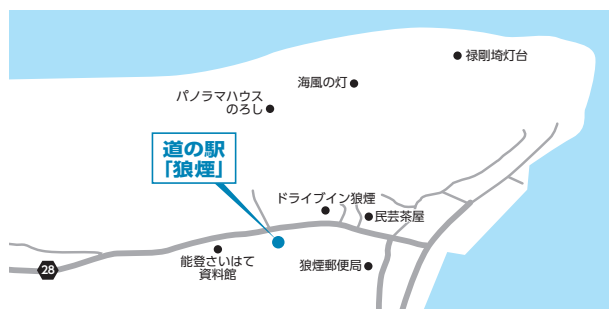 禄剛埼灯台
海風の灯
パノラマハウス
のろし
道の駅
「狼煙」
ドライブイン狼煙
民芸茶屋
能登さいはて
資料館
狼煙郵便局
28